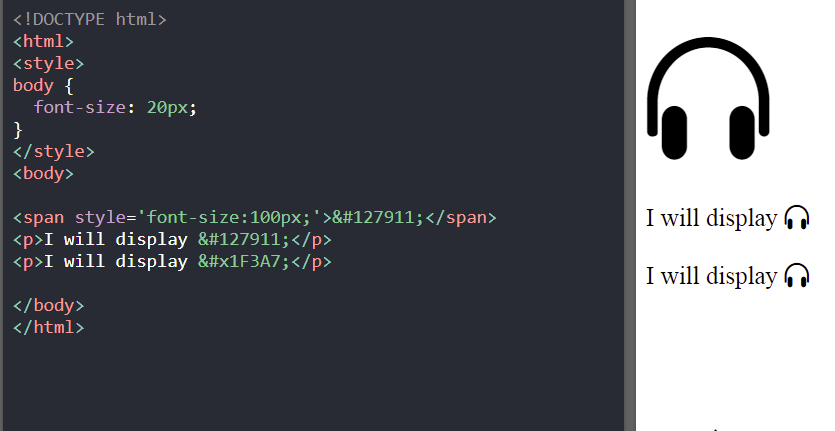 <!DOCTYPE html>
<html>
<style>
body {
  font-size: 20px;
}
</style>
<body>
<span style='font-size:100px;'>&#127911;</span>
<p>I will display &#127911;</p>
<p>I will display &#x1F3A7;</p>
</body>
</html>
🎧
I will display 🎧
I will display 🎧